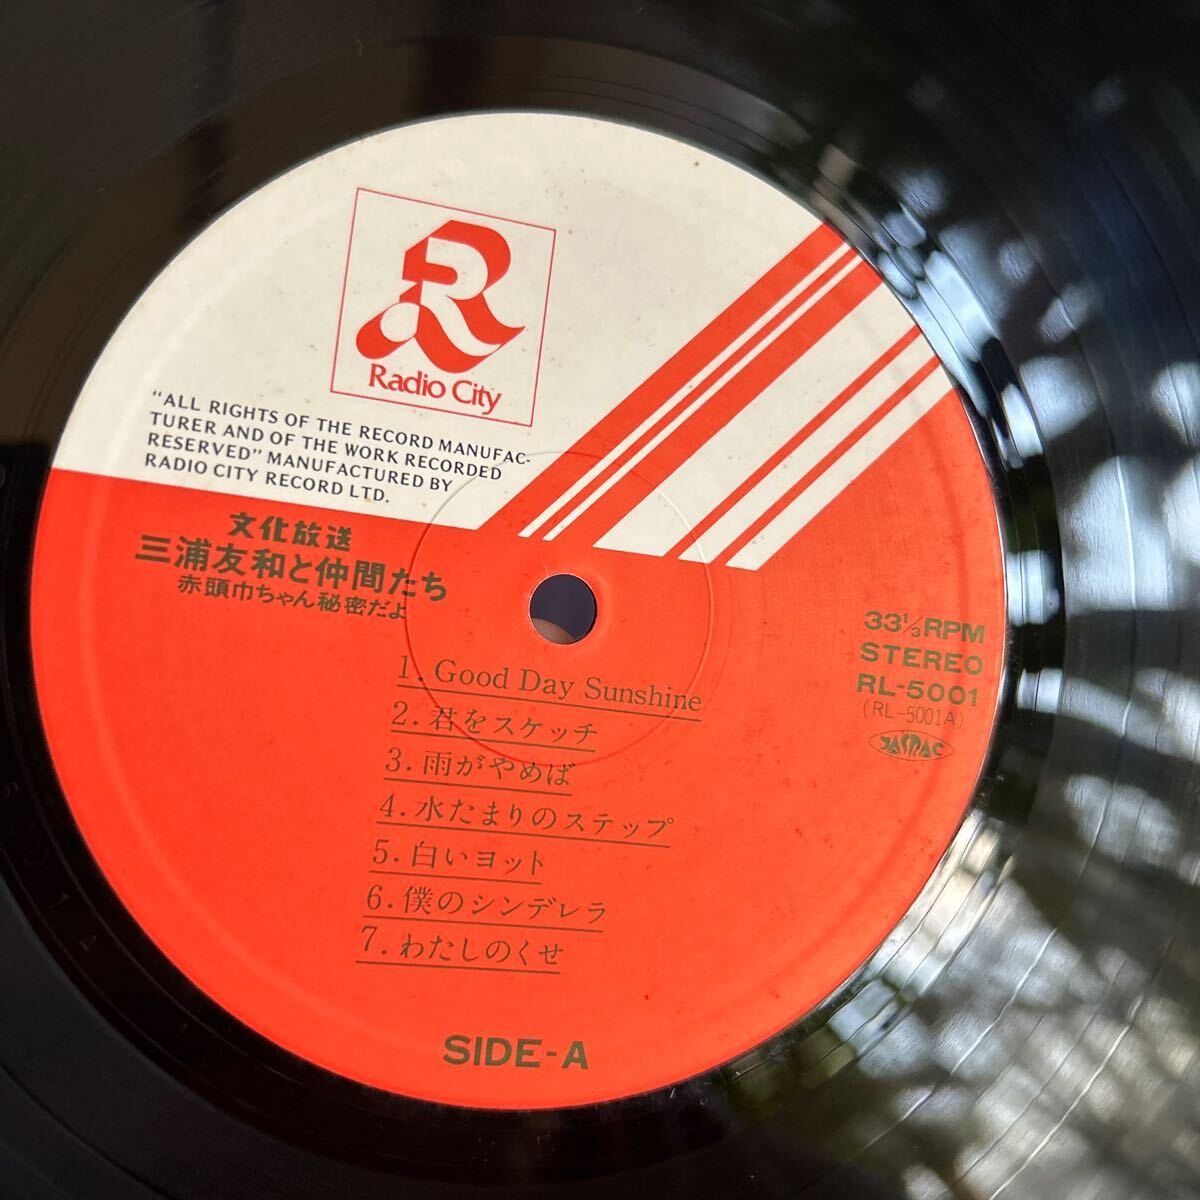 Radio City
"ALL RIGHTS OF THE RECORD MANUFAC-
TURER AND OF THE WORK RECORDED
RESERVED" MANUFACTURED BY
RADIO CITY RECORD LTD.
文化放送
三浦友和と仲間たち
赤頭巾ちゃん秘密だよ
33⅓RPM
STEREO
RL-5001
(RL-5001A)
JASRAC
1. Good Day Sunshine
2. 君をスケッチ
3. 雨がやめば
4. 水たまりのステップ
5. 白いヨット
6. 僕のシンデレラ
7. わたしのくせ
SIDE-A